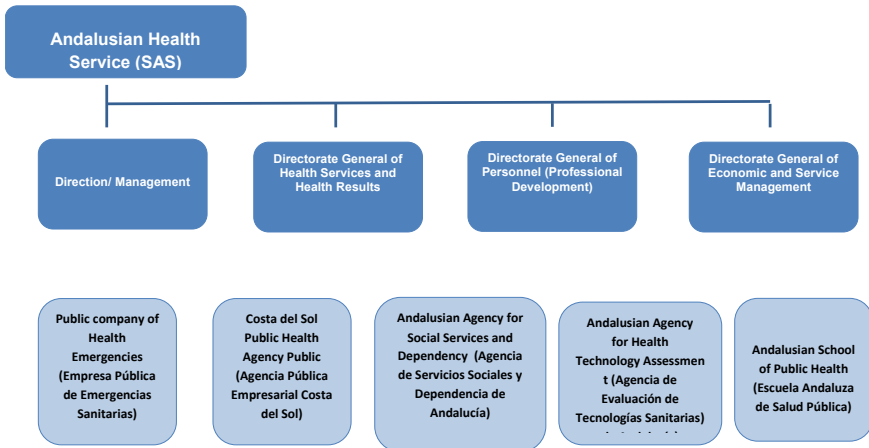 Andalusian Health
Service (SAS)
Direction/ Management
Directorate General of
Health Services and
Health Results
Directorate General of
Personnel (Professional
Development)
Directorate General of
Economic and Service
Management
Public company of
Health
Emergencies
(Empresa Pública
de Emergencias
Sanitarias)
Costa del Sol
Public Health
Agency Public
(Agencia Pública
Empresarial Costa
del Sol)
Andalusian Agency for
Social Services and
Dependency (Agencia
de Servicios Sociales y
Dependencia de
Andalucía)
Andalusian Agency
for Health
Technology Assessmen
t (Agencia de
Evaluación de
Tecnologías Sanitarias)
Andalusian School
of Public Health
(Escuela Andaluza
de Salud Pública)